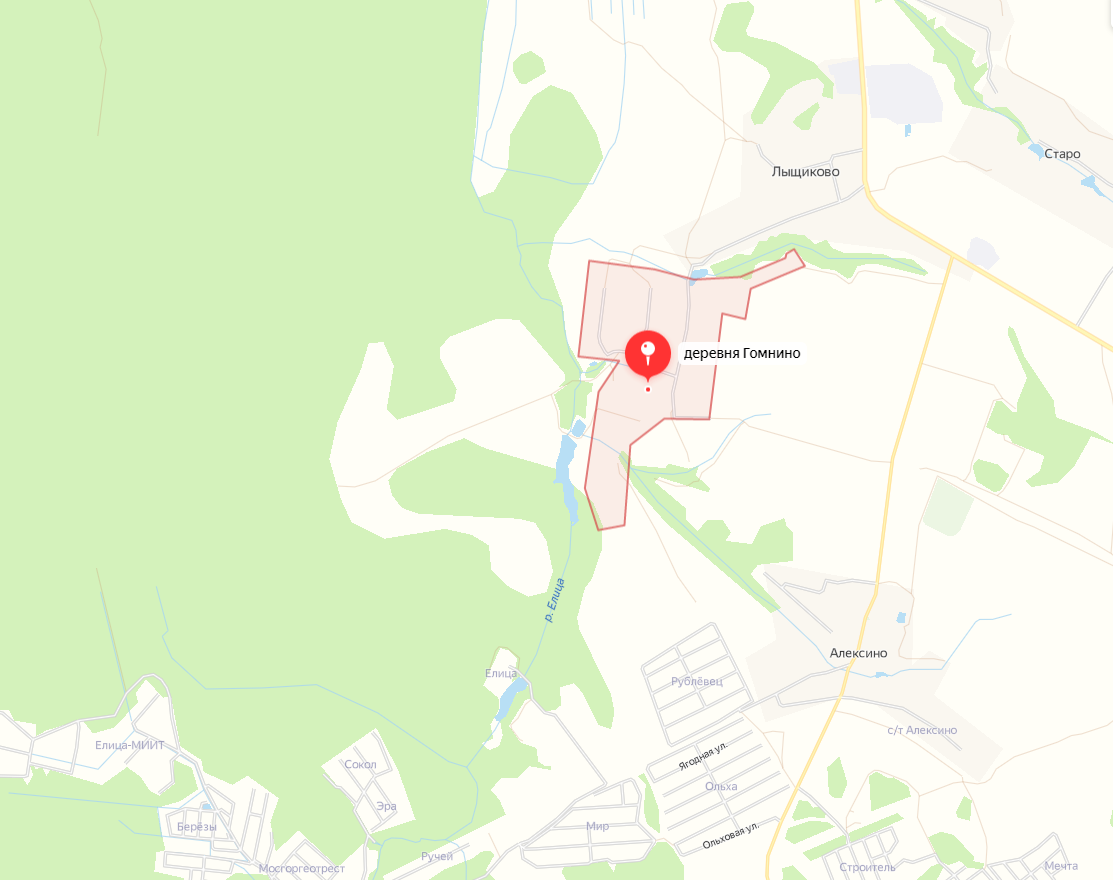 Старо
Лыщиково
деревня Гомнино
р. Елица
Алексино
Елица
Рублёвец
с/т Алексино
Елица-МИИТ
Ягодная ул.
Сокол
Ольха
Эра
Берёзы
Мир
Ольховая ул.
Ручей
Мосгоргеотрест
Строитель
Мечта